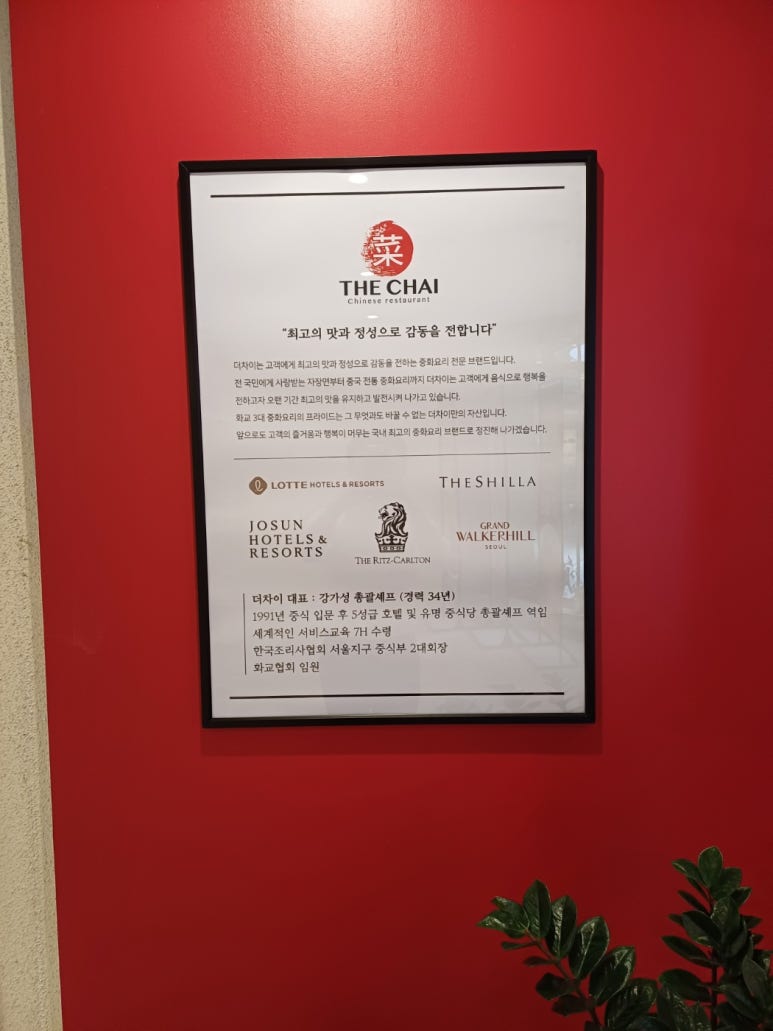 菜
THE CHAI
Chinese restaurant
"최고의 맛과 정성으로 감동을 전합니다"
더차이는 고객에게 최고의 맛과 정성으로 감동을 전하는 중화요리 전문 브랜드입니다.
전 국민에게 사랑받는 자장면부터 중국 전통 중화요리까지 더차이는 고객에게 음식으로 행복을
전하고자 오랜 기간 최고의 맛을 유지하고 발전시켜 나가고 있습니다.
화교 3대 중화요리의 프라이드는 그 무엇과도 바꿀 수 없는 더차이만의 자산입니다.
앞으로도 고객의 즐거움과 행복이 머무는 국내 최고의 중화요리 브랜드로 정진해 나가겠습니다.
LOTTE HOTELS & RESORTS
THE SHILLA
JOSUN
HOTELS &
RESORTS
THE RITZ-CARLTON
GRAND
WALKERHILL
SEOUL
더차이 대표 : 강가성 총괄셰프 (경력 34년)
1991년 중식 입문 후 5성급 호텔 및 유명 중식당 총괄셰프 역임
세계적인 서비스교육 7H 수령
한국조리사협회 서울지구 중식부 2대회장
화교협회 임원